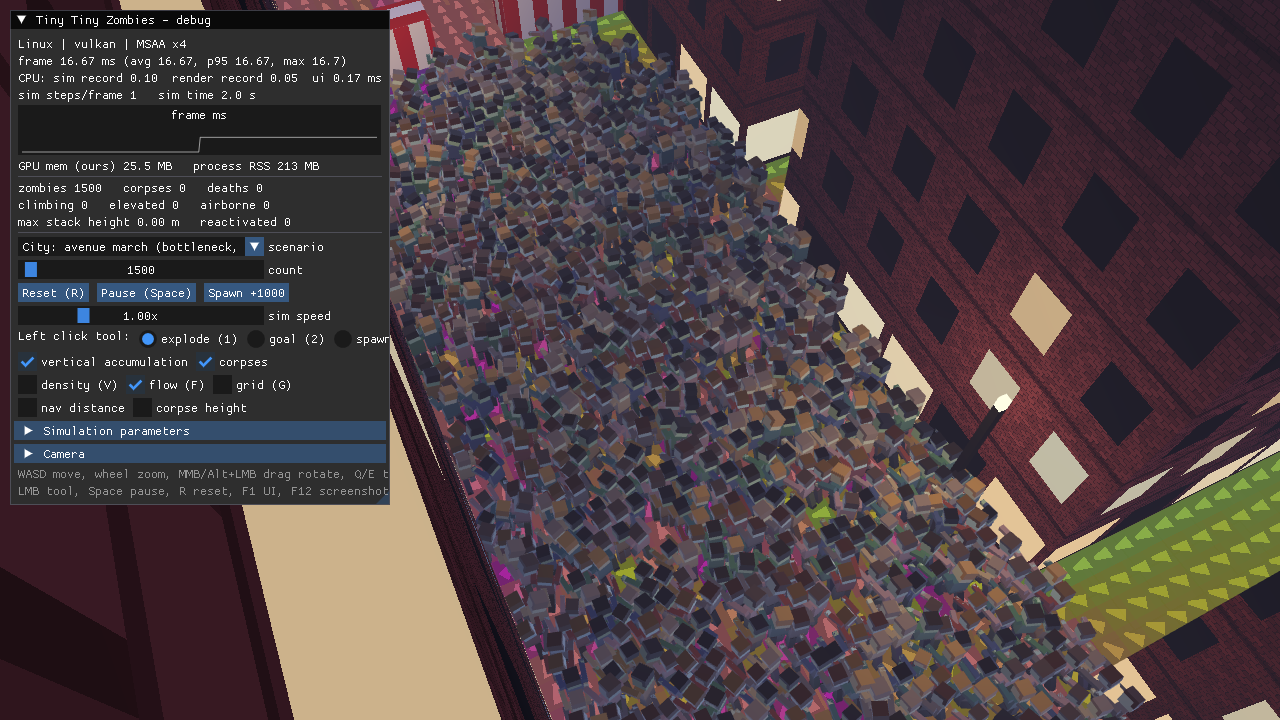 Tiny Tiny Zombies - debug
Linux | vulkan | MSAA x4
frame 16.67 ms (avg 16.67, p95 16.67, max 16.7)
CPU: sim record 0.10 render record 0.05 ui 0.17 ms
sim steps/frame 1 sim time 2.0 s
frame ms
GPU mem (ours) 25.5 MB process RSS 213 MB
zombies 1500 corpses 0 deaths 0
climbing 0 elevated 0 airborne 0
max stack height 0.00 m reactivated 0
City: avenue march (bottleneck, scenario
1500 count
Reset (R) Pause (Space) Spawn +1000
1.00x sim speed
Left click tool: explode (1) goal (2) spawn
vertical accumulation corpses
density (V) flow (F) grid (G)
nav distance corpse height
Simulation parameters
Camera
WASD move, wheel zoom, MMB/Alt+LMB drag rotate, Q/E t
LMB tool, Space pause, R reset, F1 UI, F12 screenshot